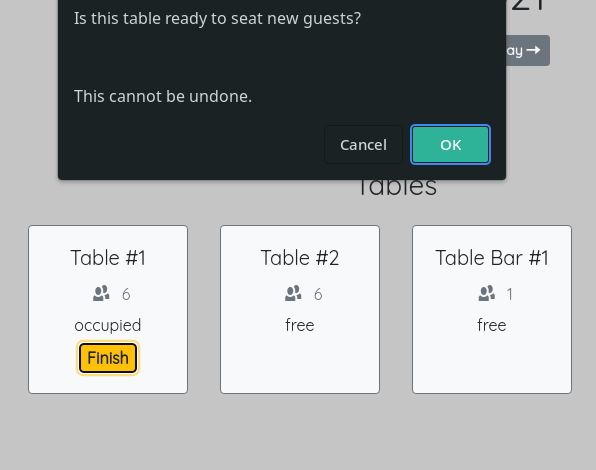 21
Is this table ready to seat new guests?
ay
This cannot be undone.
Cancel
OK
Tables
Table #1
6
occupied
Finish
Table #2
6
free
Table Bar #1
1
free